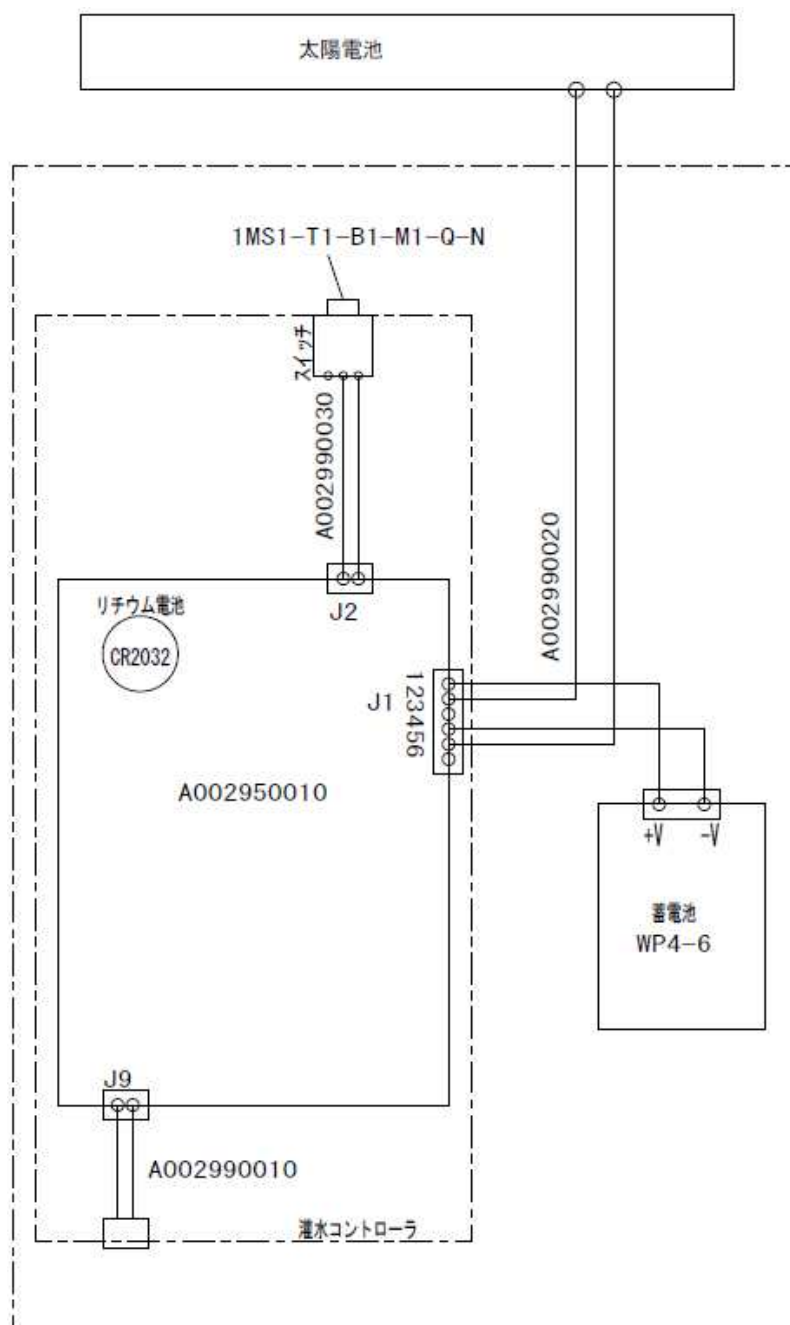 太陽電池
1MS1-T1-B1-M1-Q-N
スイッチ
A002990030
A002990020
J2
リチウム電池
CR2032
J1
123456
A002950010
+V
-V
蓄電池
WP4-6
J9
A002990010
灌水コントローラ